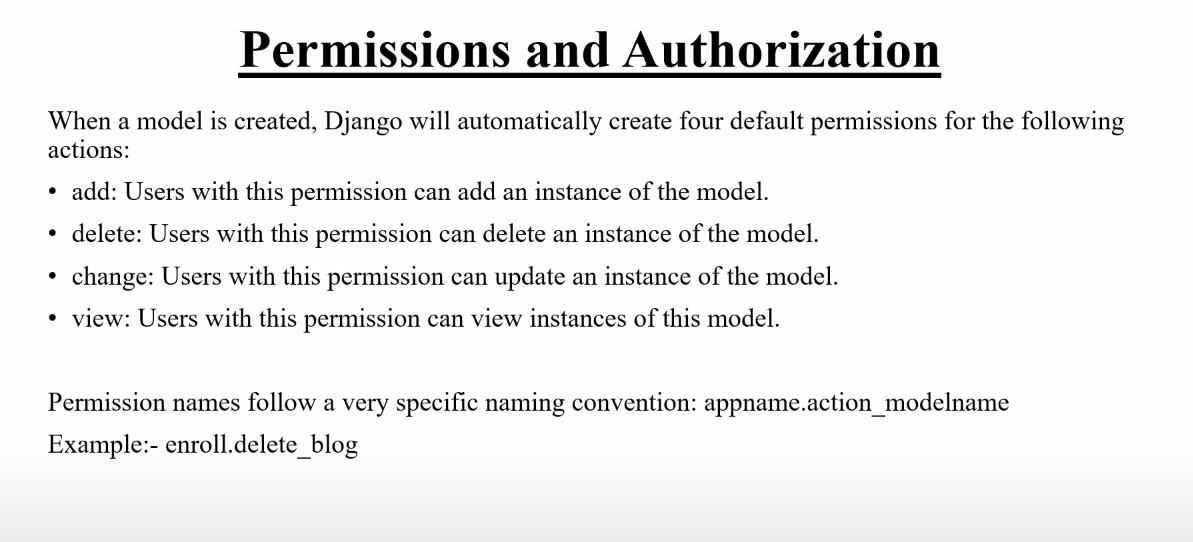 Permissions and Authorization
When a model is created, Django will automatically create four default permissions for the following
actions:
• add: Users with this permission can add an instance of the model.
• delete: Users with this permission can delete an instance of the model.
• change: Users with this permission can update an instance of the model.
• view: Users with this permission can view instances of this model.
Permission names follow a very specific naming convention: appname.action_modelname
Example:- enroll.delete_blog